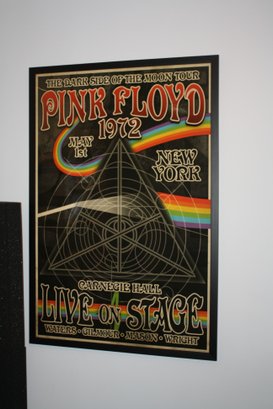 THE DARK SIDE OF THE MOON TOUR
PINK FLOYD
1972
MAY 1st
NEW YORK
CARNEGIE HALL
LIVE ON STAGE
WATERS • GILMOUR • MASON • WRIGHT